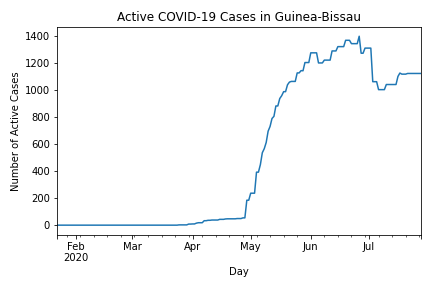 Active COVID-19 Cases in Guinea-Bissau
Number of Active Cases
1400
1200
1000
800
600
400
200
0
Feb Mar Apr May Jun Jul
2020
Day